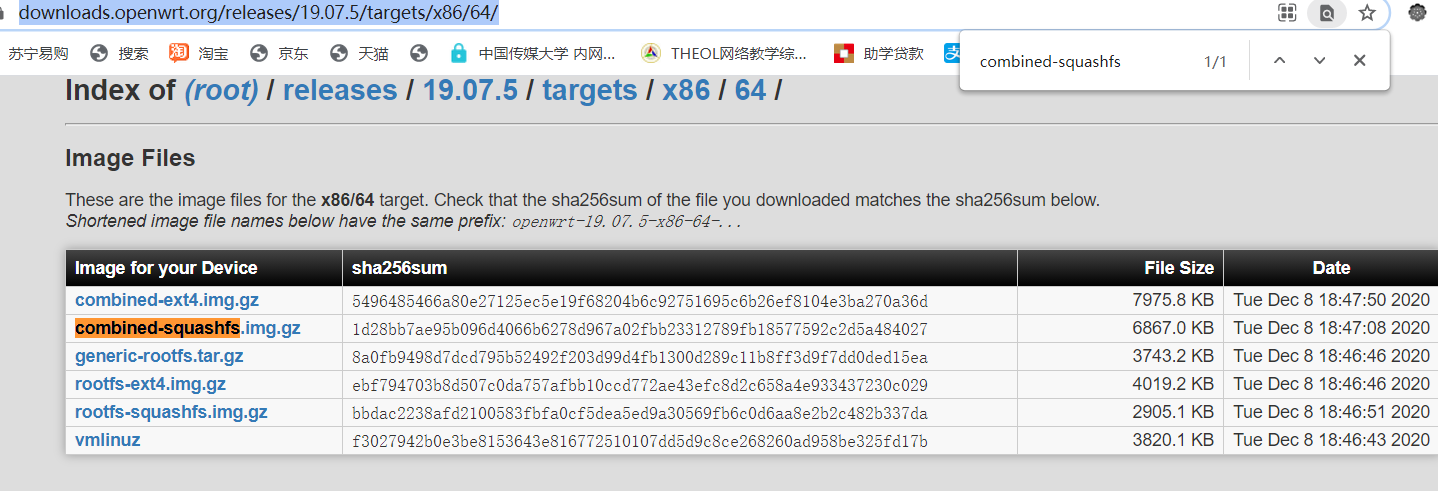 downloads.openwrt.org/releases/19.07.5/targets/x86/64/
苏宁易购 搜索 淘宝 京东 天猫 中国传媒大学 内网... THEOL网络教学综... 助学贷款
combined-squashfs 1/1
Index of (root) / releases / 19.07.5 / targets / x86 / 64 /
Image Files
These are the image files for the x86/64 target. Check that the sha256sum of the file you downloaded matches the sha256sum below.
Shortened image file names below have the same prefix: openwrt-19.07.5-x86-64-...
Image for your Device sha256sum File Size Date
combined-ext4.img.gz 5496485466a80e27125ec5e19f68204b6c92751695c6b26ef8104e3ba270a36d 7975.8 KB Tue Dec 8 18:47:50 2020
combined-squashfs.img.gz 1d28bb7ae95b096d4066b6278d967a02fbb23312789fb18577592c2d5a484027 6867.0 KB Tue Dec 8 18:47:08 2020
generic-rootfs.tar.gz 8a0fb9498d7dcd795b52492f203d99d4fb1300d289c11b8ff3d9f7dd0ded15ea 3743.2 KB Tue Dec 8 18:46:46 2020
rootfs-ext4.img.gz ebf794703b8d507c0da757afbb10ccd772ae43efc8d2c658a4e933437230c029 4019.2 KB Tue Dec 8 18:46:46 2020
rootfs-squashfs.img.gz bbdac2238afd2100583fbfa0cf5dea5ed9a30569fb6c0d6aa8e2b2c482b337da 2905.1 KB Tue Dec 8 18:46:51 2020
vmlinuz f3027942b0e3be8153643e816772510107dd5d9c8ce268260ad958be325fd17b 3820.1 KB Tue Dec 8 18:46:43 2020